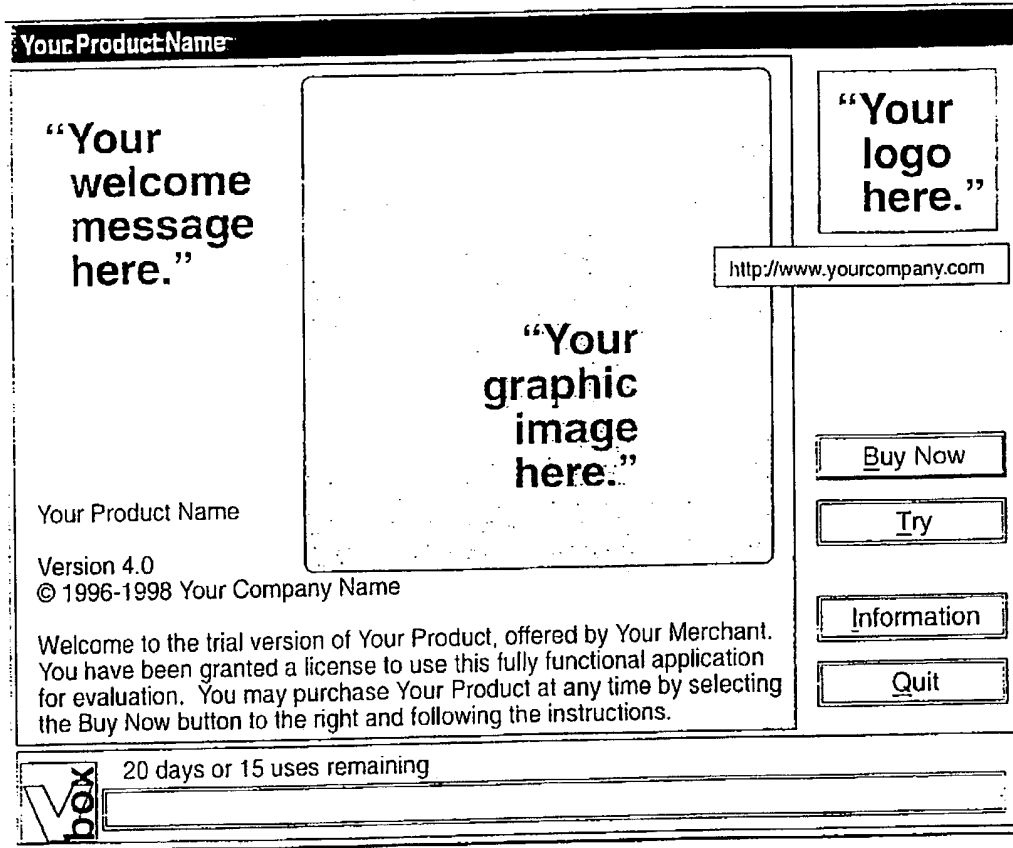 Your Product Name
“Your
welcome
message
here.”
“Your
graphic
image
here.”
“Your
logo
here.”
http://www.yourcompany.com
Buy Now
Try
Information
Quit
Your Product Name
Version 4.0
© 1996-1998 Your Company Name
Welcome to the trial version of Your Product, offered by Your Merchant.
You have been granted a license to use this fully functional application
for evaluation. You may purchase Your Product at any time by selecting
the Buy Now button to the right and following the instructions.
20 days or 15 uses remaining
Vbox